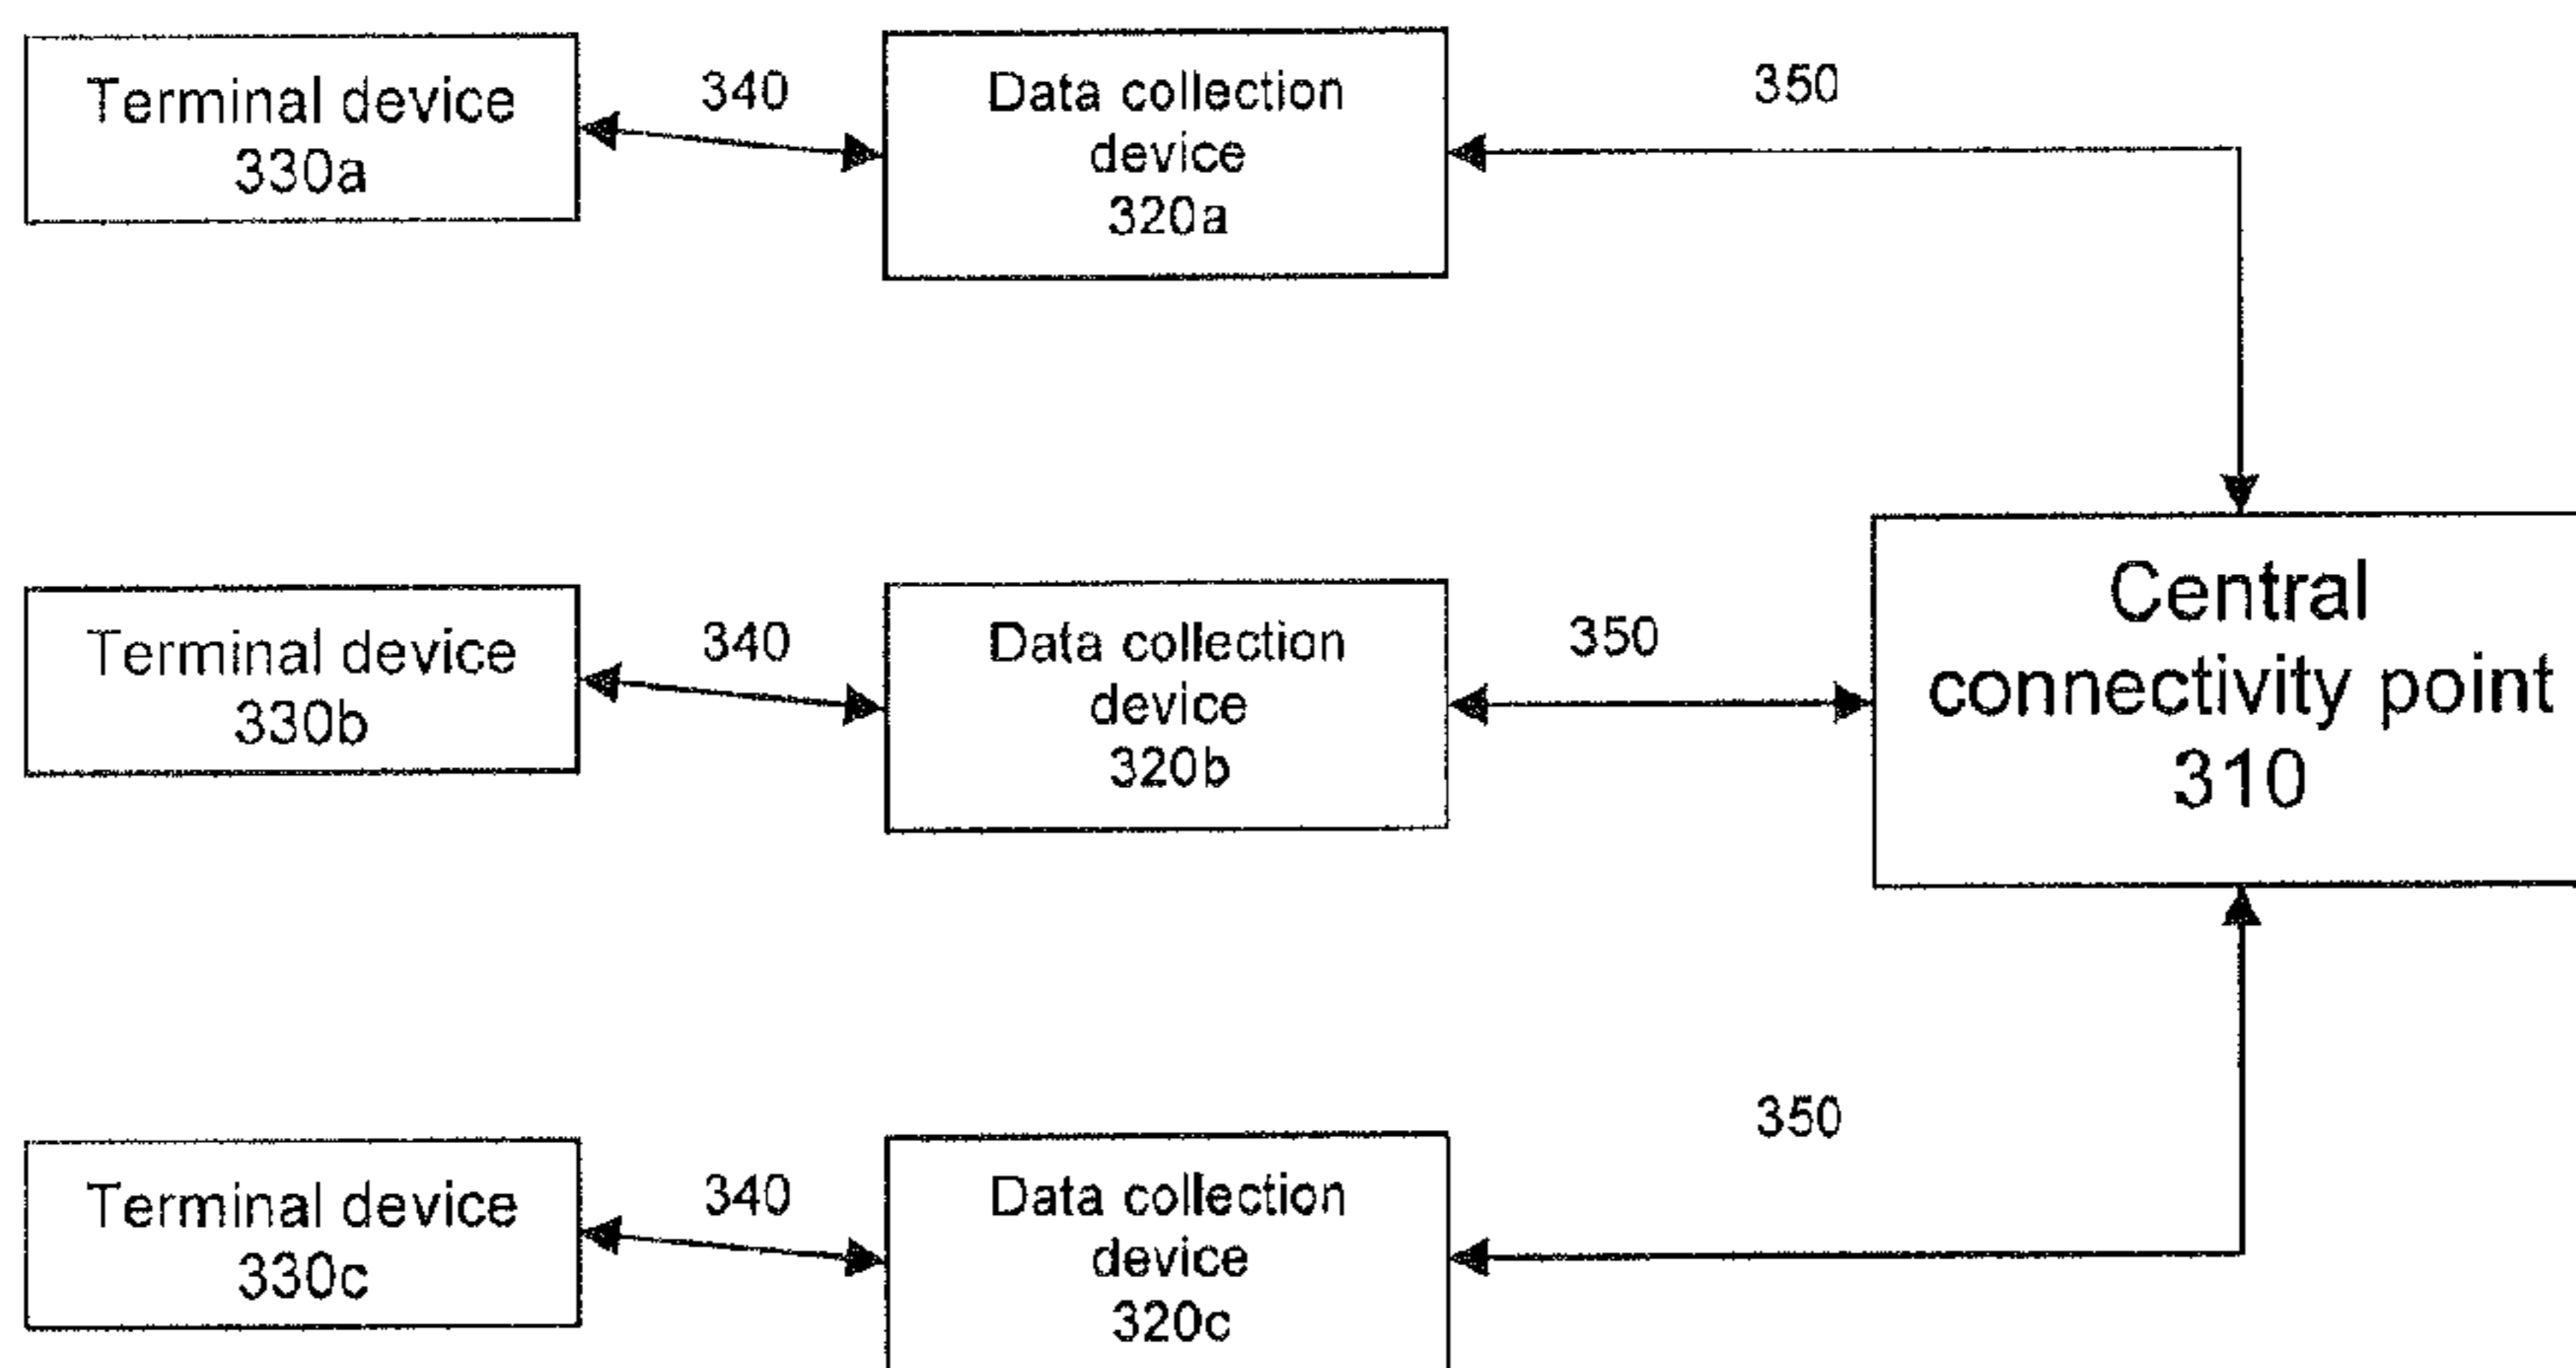 Terminal device
330a
340
Data collection
device
320a
350
Terminal device
330b
340
Data collection
device
320b
350
Central
connectivity point
310
Terminal device
330c
340
Data collection
device
320c
350